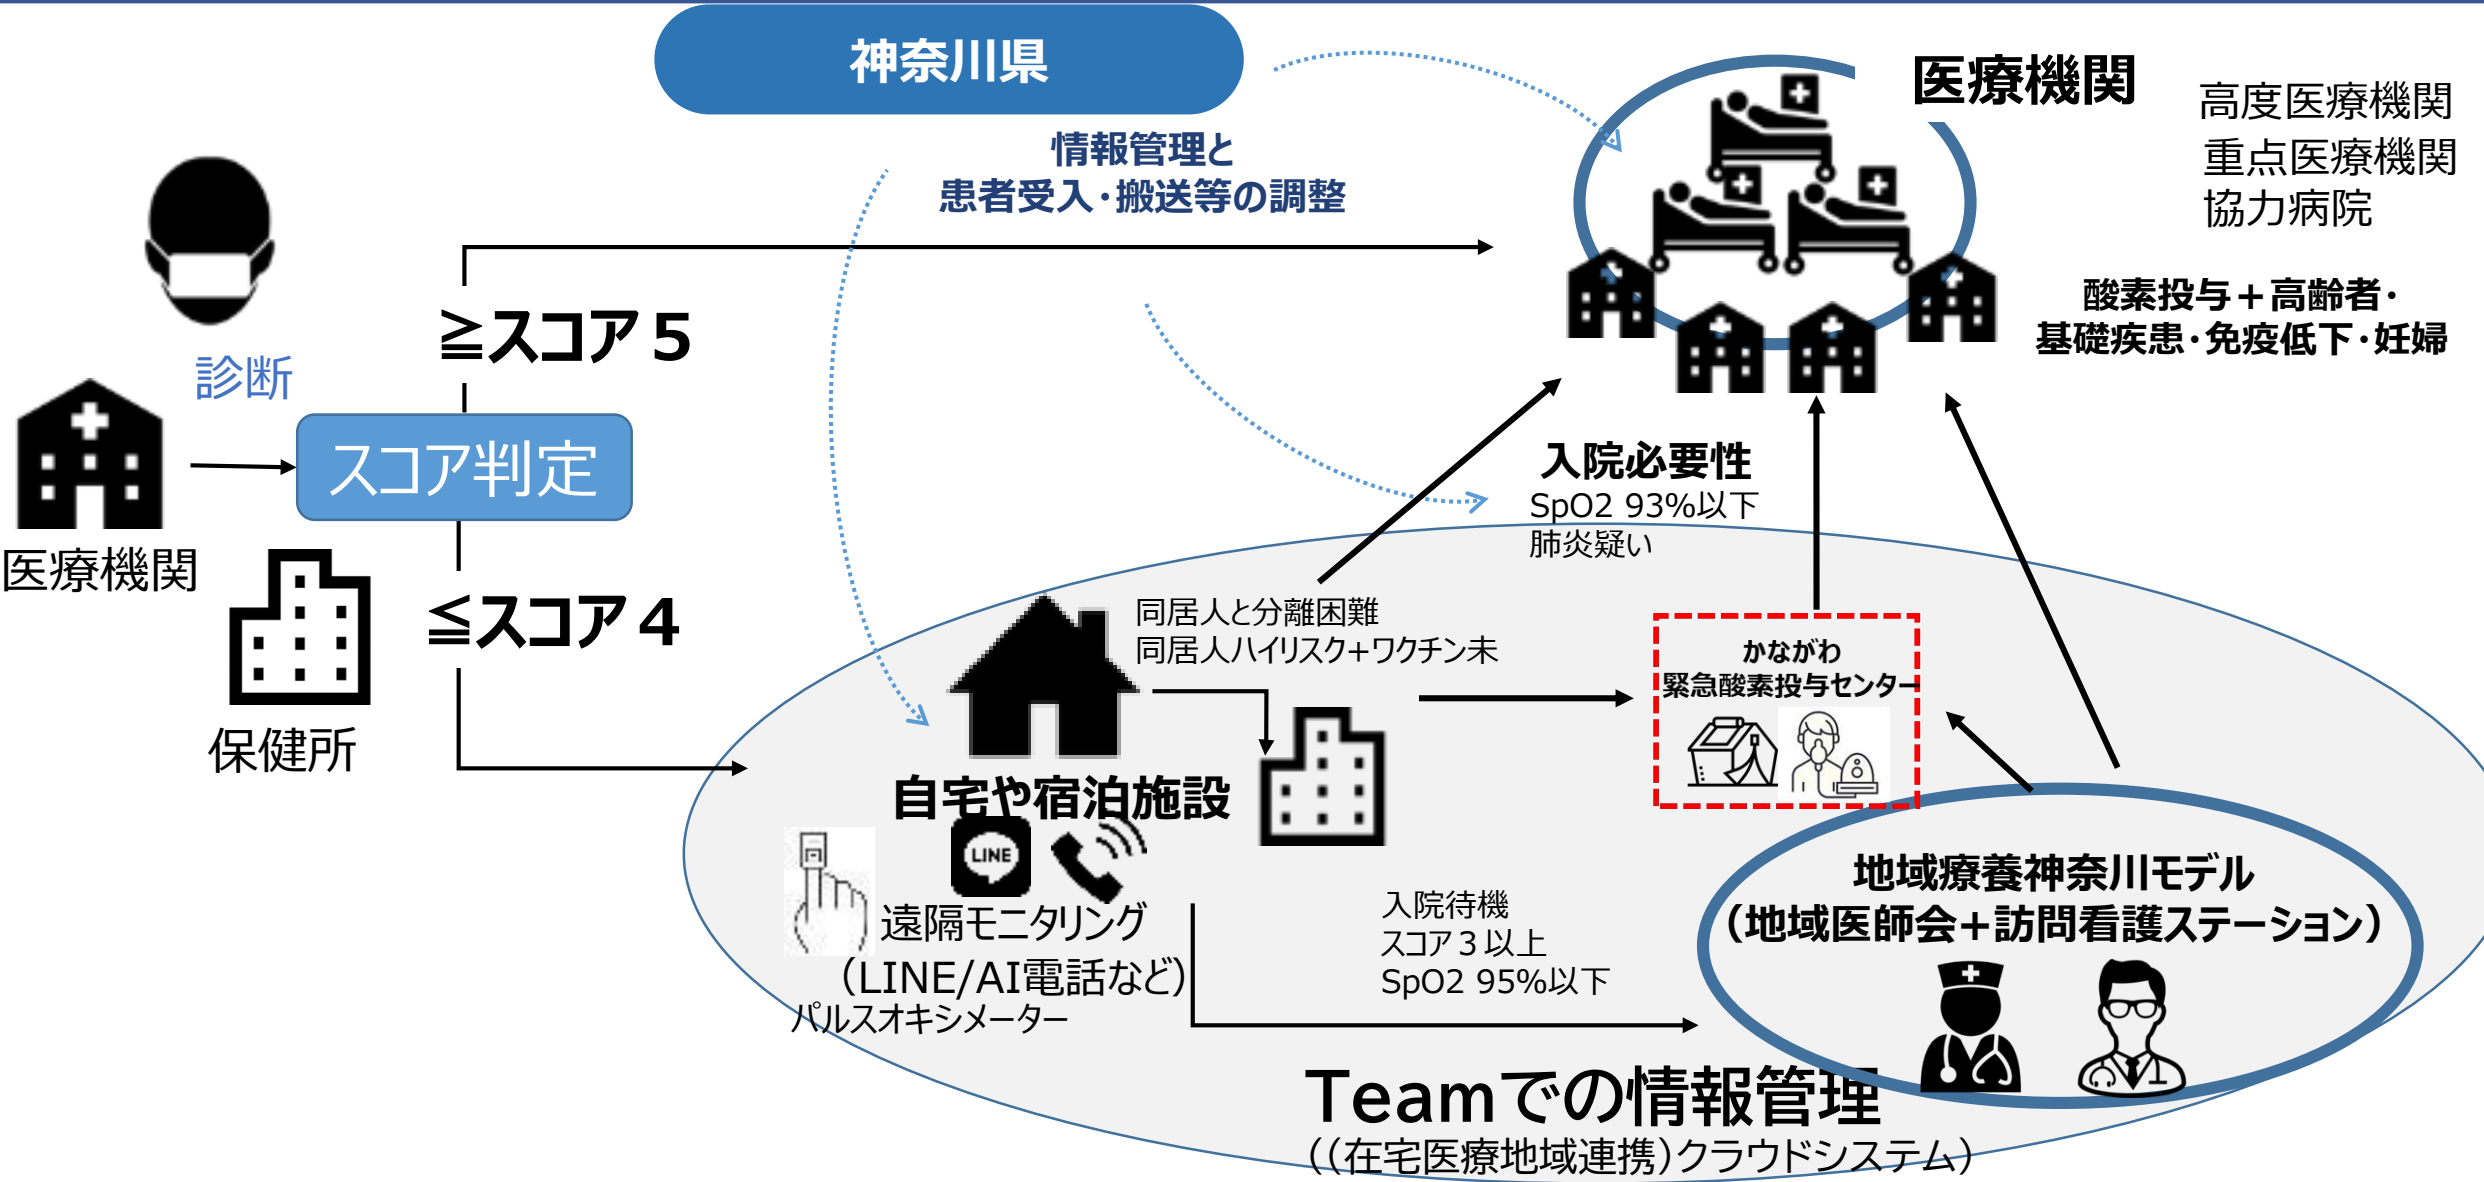 神奈川県
情報管理と
患者受入・搬送等の調整
医療機関
高度医療機関
重点医療機関
協力病院
酸素投与＋高齢者・
基礎疾患・免疫低下・妊婦
診断
医療機関
スコア判定
保健所
≧スコア５
≦スコア４
入院必要性
SpO2 93%以下
肺炎疑い
同居人と分離困難
同居人ハイリスク+ワクチン未
かながわ
緊急酸素投与センター
自宅や宿泊施設
LINE
遠隔モニタリング
（LINE/AI電話など）
パルスオキシメーター
入院待機
スコア３以上
SpO2 95%以下
地域療養神奈川モデル
（地域医師会+訪問看護ステーション）
Teamでの情報管理
（（在宅医療地域連携）クラウドシステム）